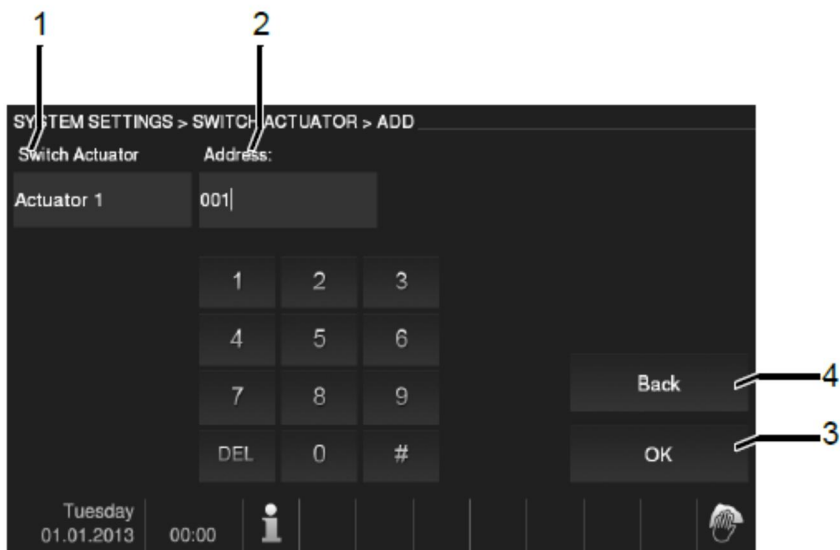 1 2
SYSTEM SETTINGS > SWITCH ACTUATOR > ADD
Switch Actuator Address:
Actuator 1 001
1 2 3
4 5 6
7 8 9
DEL 0 #
Back 4
OK 3
Tuesday
01.01.2013 00:00